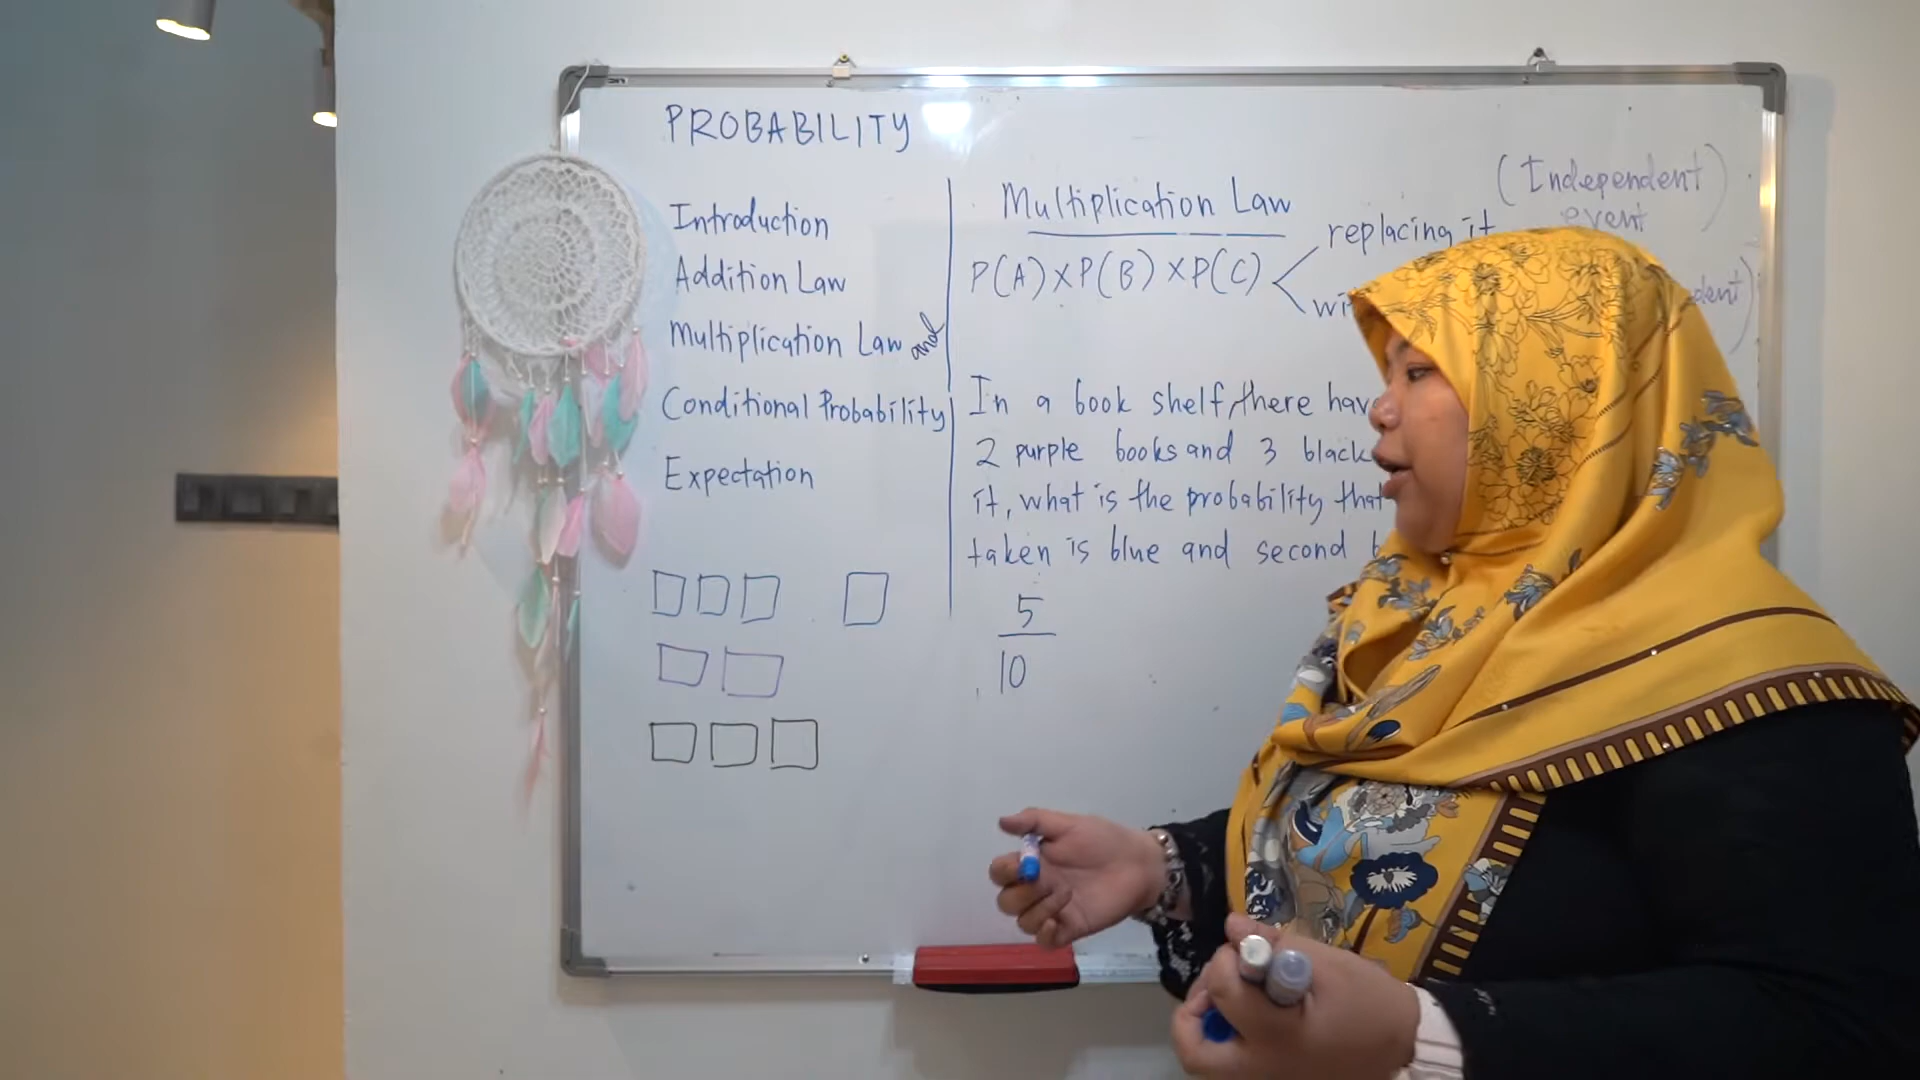 PROBABILITY
Introduction
Addition Law
Multiplication Law and
Conditional Probability
Expectation
Multiplication Law
P(A) x P(B) x P(C)
replacing it
(Independent)
event
In a book shelf, there have
2 purple books and 3 black
it, what is the probability that
taken is blue and second
5
10